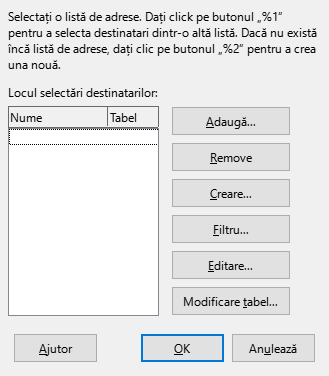 Selectați o listă de adrese. Dați click pe butonul „%1”
pentru a selecta destinatari dintr-o altă listă. Dacă nu există
încă listă de adrese, dați clic pe butonul „%2” pentru a crea
una nouă.
Locul selectări destinatarilor:
Nume Tabel
Adaugă...
Remove
Creare...
Filtru...
Editare...
Modificare tabel...
Ajutor OK Anulează